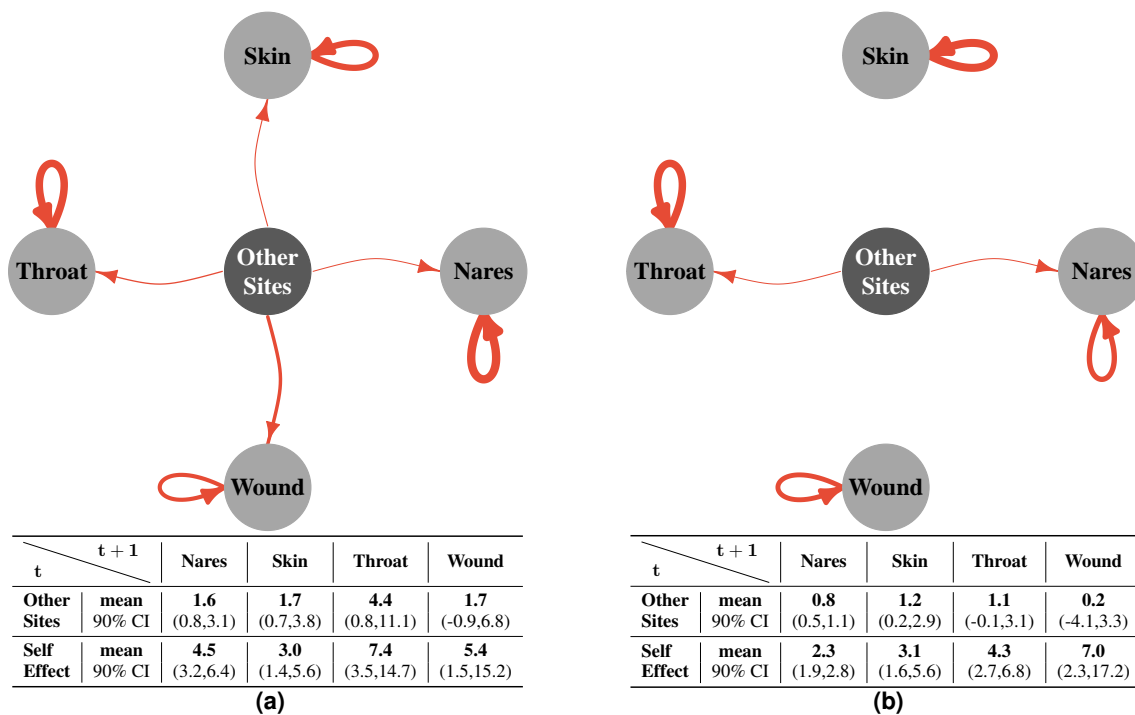 Skin
Throat
Other
Sites
Nares
Wound
t + 1
t
Nares Skin Throat Wound
Other mean 1.6 1.7 4.4 1.7
Sites 90% CI (0.8,3.1) (0.7,3.8) (0.8,11.1) (-0.9,6.8)
Self mean 4.5 3.0 7.4 5.4
Effect 90% CI (3.2,6.4) (1.4,5.6) (3.5,14.7) (1.5,15.2)
(a)
Skin
Throat
Other
Sites
Nares
Wound
t + 1
t
Nares Skin Throat Wound
Other mean 0.8 1.2 1.1 0.2
Sites 90% CI (0.5,1.1) (0.2,2.9) (-0.1,3.1) (-4.1,3.3)
Self mean 2.3 3.1 4.3 7.0
Effect 90% CI (1.9,2.8) (1.6,5.6) (2.7,6.8) (2.3,17.2)
(b)